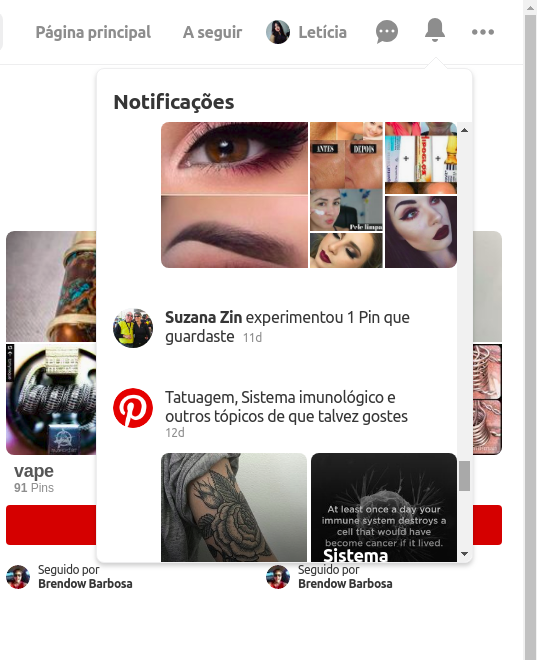 Página principal
A seguir
Letícia
Notificações
ANTES
DEPOIS
Pele limpa
+
+
HIPOGLÓS
Suzana Zin experimentou 1 Pin que
guardaste 11d
Tatuagem, Sistema imunológico e
outros tópicos de que talvez gostes
12d
At least once a day your
immune system destroys a
cell that would have
become cancer if it lived.
Sistema
vape
91 Pins
Seguido por
Brendow Barbosa
Seguido por
Brendow Barbosa